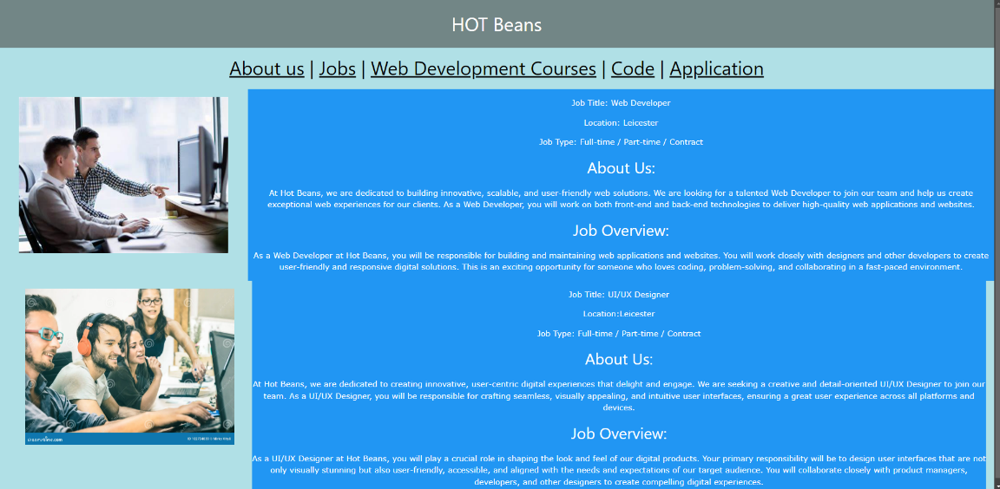 HOT Beans
About us | Jobs | Web Development Courses | Code | Application
Job Title: Web Developer
Location: Leicester
Job Type: Full-time / Part-time / Contract
About Us:
At Hot Beans, we are dedicated to building innovative, scalable, and user-friendly web solutions. We are looking for a talented Web Developer to join our team and help us create
exceptional web experiences for our clients. As a Web Developer, you will work on both front-end and back-end technologies to deliver high-quality web applications and websites.
Job Overview:
As a Web Developer at Hot Beans, you will be responsible for building and maintaining web applications and websites. You will work closely with designers and other developers to create
user-friendly and responsive digital solutions. This is an exciting opportunity for someone who loves coding, problem-solving, and collaborating in a fast-paced environment.
Job Title: UI/UX Designer
Location:Leicester
Job Type: Full-time / Part-time / Contract
About Us:
At Hot Beans, we are dedicated to creating innovative, user-centric digital experiences that delight and engage. We are seeking a creative and detail-oriented UI/UX Designer to join our
team. As a UI/UX Designer, you will be responsible for crafting seamless, visually appealing, and intuitive user interfaces, ensuring a great user experience across all platforms and
devices.
Job Overview:
As a UI/UX Designer at Hot Beans, you will play a crucial role in shaping the look and feel of our digital products. Your primary responsibility will be to design user interfaces that are not
only visually stunning but also user-friendly, accessible, and aligned with the needs and expectations of our target audience. You will collaborate closely with product managers,
developers, and other designers to create compelling digital experiences.